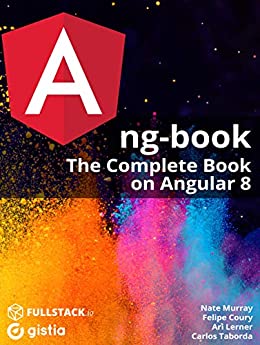 A
ng-book
The Complete Book
on Angular 8
Nate Murray
Felipe Coury
Ari Lerner
Carlos Taborda
FULLSTACK.io
gistia